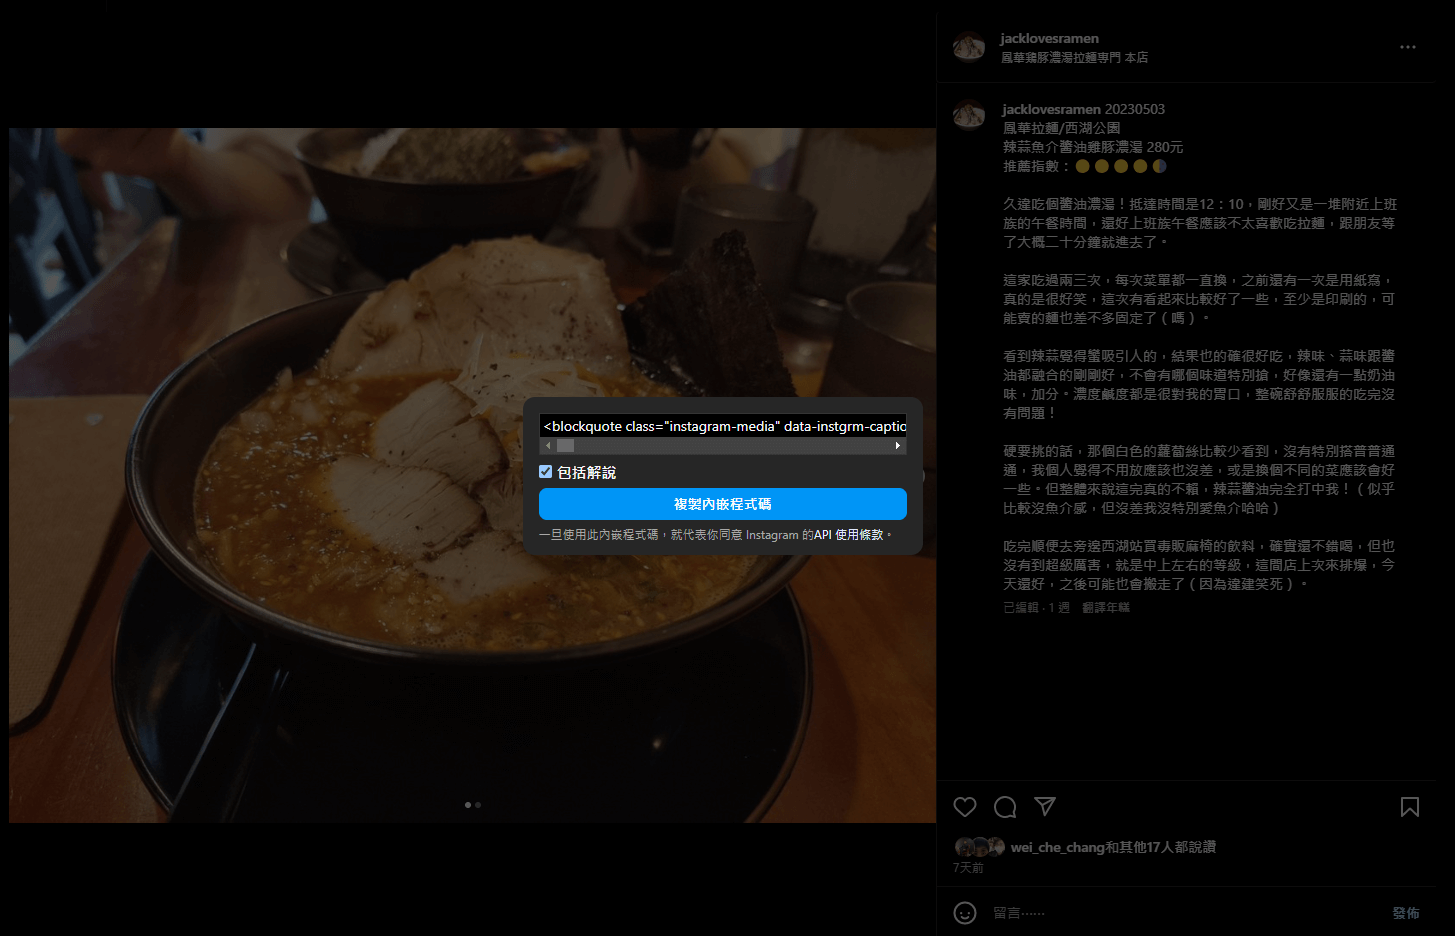 jacklovesramen
鳳華鶏豚濃湯拉麵専門 本店
jacklovesramen 20230503
鳳華拉麵/西湖公園
辣蒜魚介醬油雞豚濃湯 280元
推薦指數：🌕🌕🌕🌕🌗
久違吃個醬油濃湯！抵達時間是12：10，剛好又是一堆附近上班
族的午餐時間，還好上班族午餐應該不太喜歡吃拉麵，跟朋友等
了大概二十分鐘就進去了。
這家吃過兩三次，每次菜單都一直換，之前還有一次是用紙寫，
真的是很好笑，這次有看起來比較好了一些，至少是印刷的，可
能賣的麵也差不多固定了（嗎）。
看到辣蒜覺得蠻吸引人的，結果也的確很好吃，辣味、蒜味跟醬
油都融合的剛剛好，不會有哪個味道特別搶，好像還有一點奶油
味，加分。濃度鹹度都是很對我的胃口，整碗舒舒服服的吃完沒
有問題！
硬要挑的話，那個白色的蘿蔔絲比較少看到，沒有特別搭普普通
通，我個人覺得不用放應該也沒差，或是換個不同的菜應該會好
一些。但整體來說這完真的不賴，辣蒜醬油完全打中我！（似乎
比較沒魚介感，但沒差我沒特別愛魚介哈哈）
吃完順便去旁邊西湖站買毒販麻椅的飲料，確實還不錯喝，但也
沒有到超級厲害，就是中上左右的等級，這間店上次來排爆，今
天還好，之後可能也會搬走了（因為違建笑死）。
已編輯 · 1 週 翻譯年糕
<blockquote class="instagram-media" data-instgrm-captio
包括解說
複製內嵌程式碼
一旦使用此內嵌程式碼，就代表你同意 Instagram 的API 使用條款。
wei_che_chang和其他17人都說讚
7天前
留言……
發佈